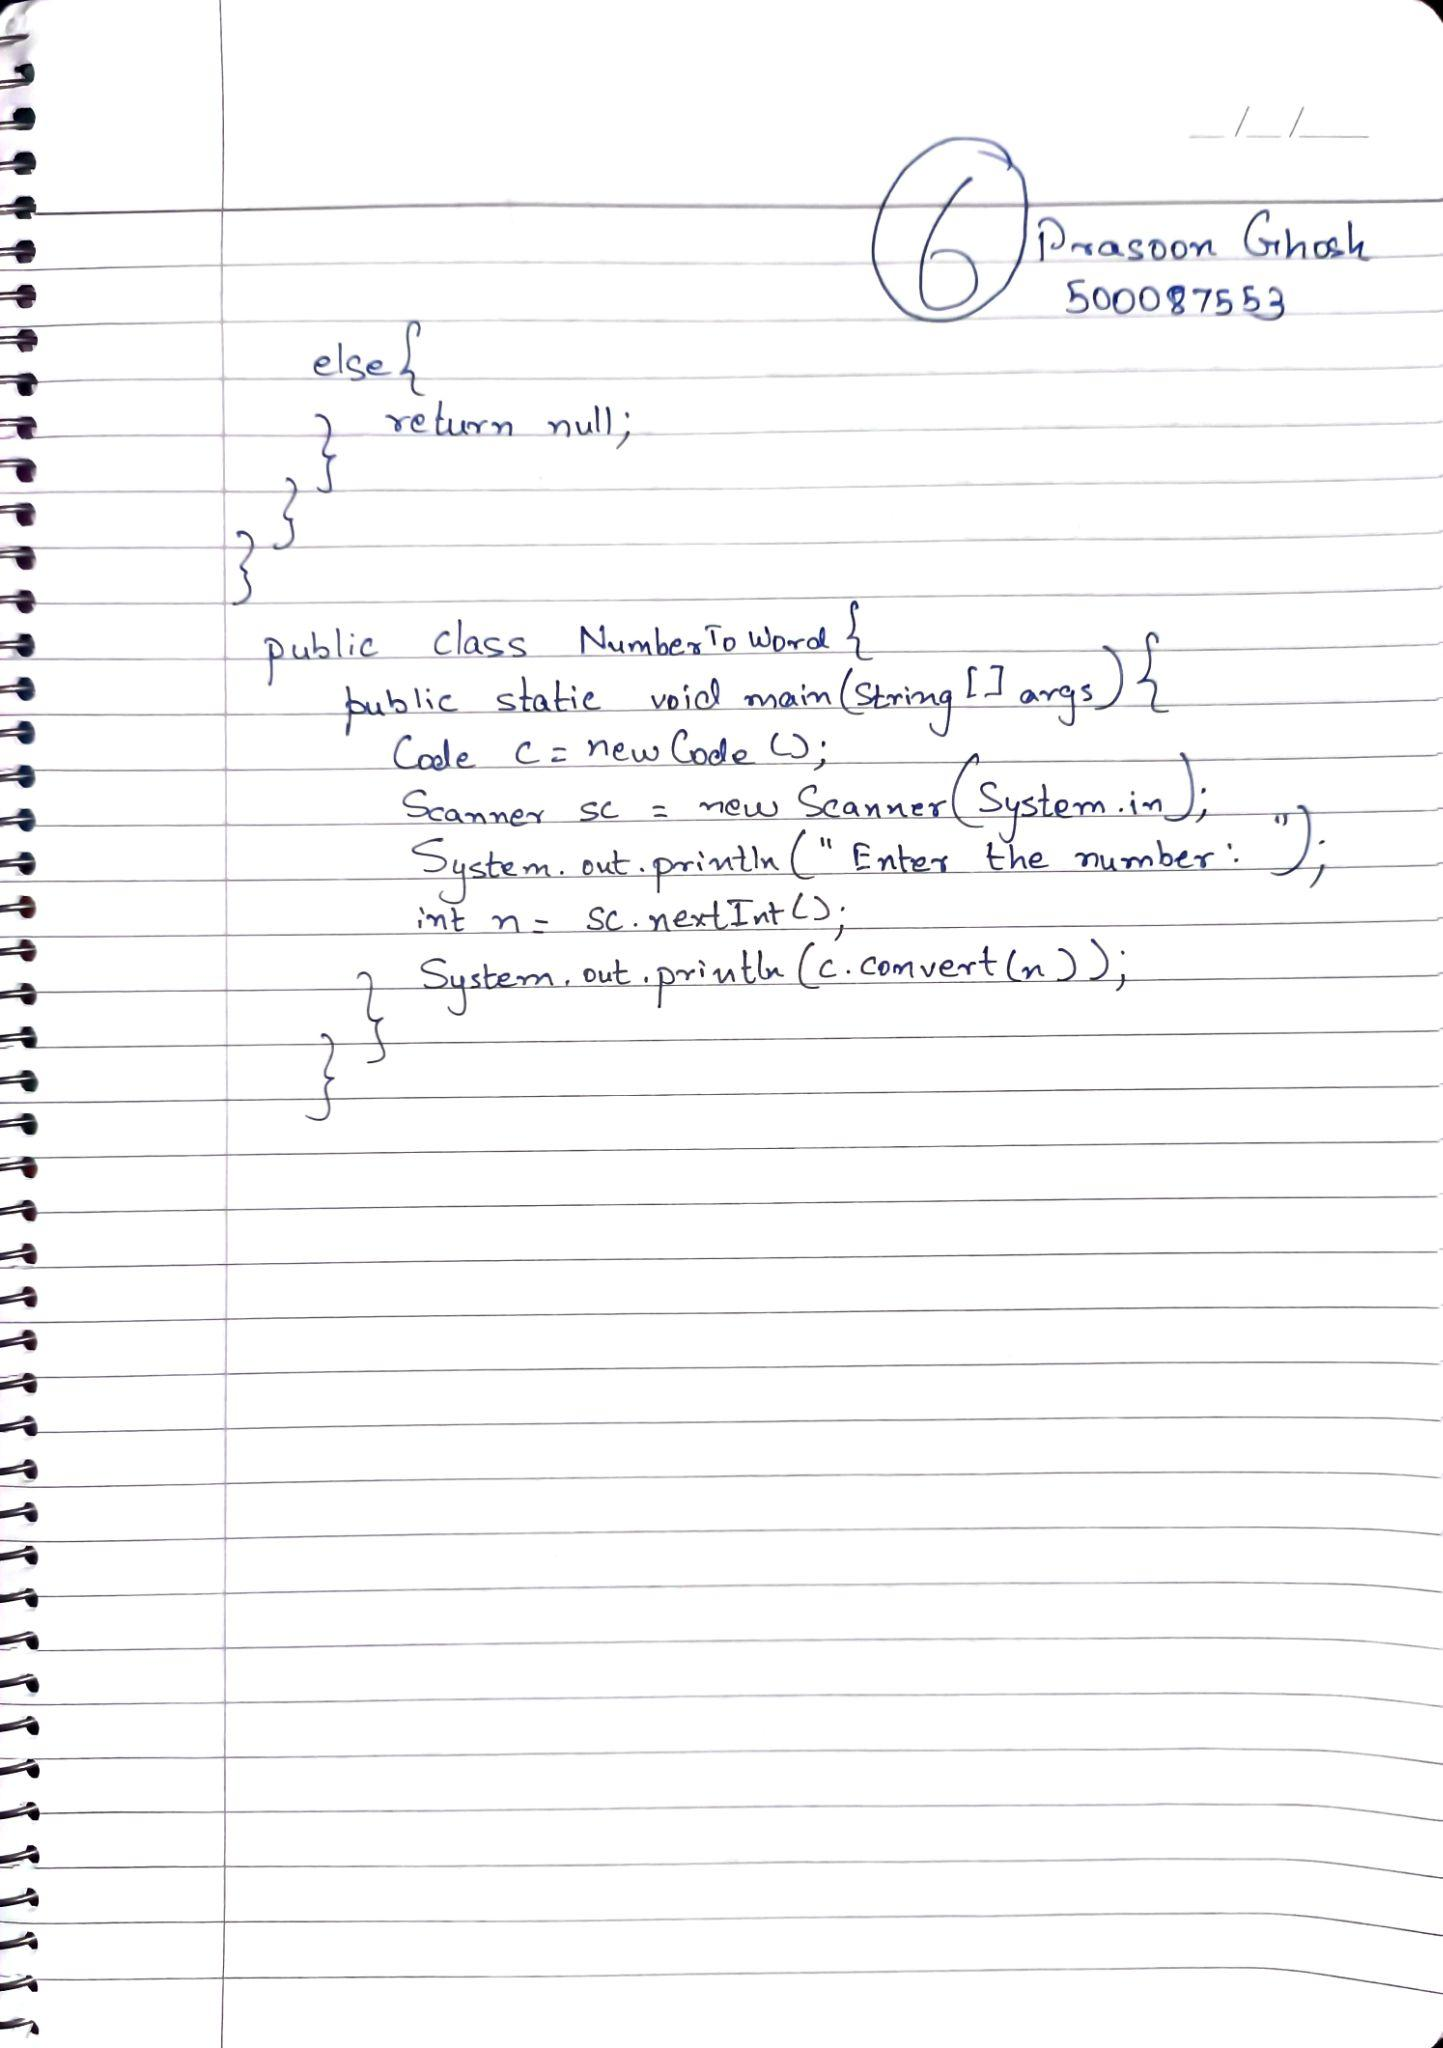 _/_/__
6
Prasoon Ghosh
500087553
else{
return null;
}
}
}
public class NumberToWord{
public static void main(String[] args){
Code c = new Code();
Scanner sc = new Scanner(System.in);
System.out.println("Enter the number: ");
int n = sc.nextInt();
System.out.println(c.convert(n));
}
}